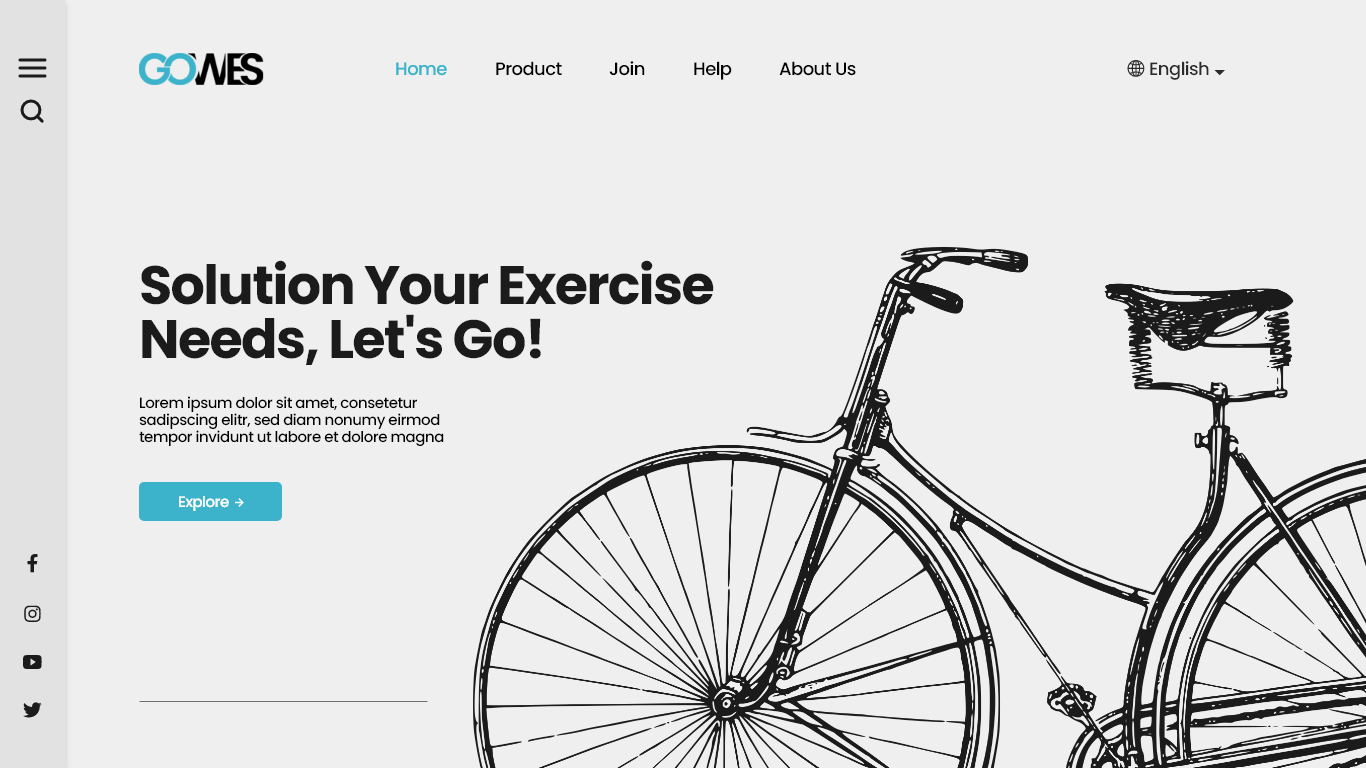 GOWES
Home
Product
Join
Help
About Us
English
Solution Your Exercise
Needs, Let's Go!
Lorem ipsum dolor sit amet, consetetur
sadipscing elitr, sed diam nonumy eirmod
tempor invidunt ut labore et dolore magna
Explore →